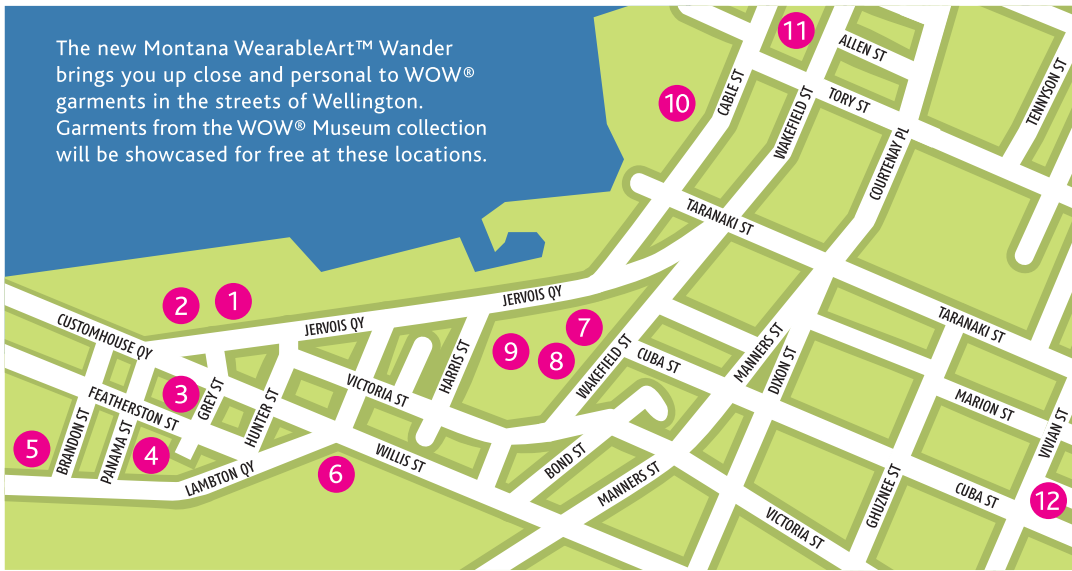 The new Montana WearableArt™ Wander
brings you up close and personal to WOW®
garments in the streets of Wellington.
Garments from the WOW® Museum collection
will be showcased for free at these locations.
11
ALLEN ST
10
CABLE ST
TORY ST
TENNYSON ST
WAKEFIELD ST
COURTENAY PL
TARANAKI ST
2
1
JERVOIS QY
JERVOIS QY
CUSTOMHOUSE QY
7
9
8
TARANAKI ST
HARRIS ST
WAKEFIELD ST
CUBA ST
MANNERS ST
DIXON ST
3
GREY ST
VICTORIA ST
FEATHERSTON ST
HUNTER ST
MARION ST
5
BRANDON ST
PANAMA ST
4
LAMBTON QY
6
WILLIS ST
BOND ST
MANNERS ST
VIVIAN ST
GHUZNEE ST
CUBA ST
12
VICTORIA ST